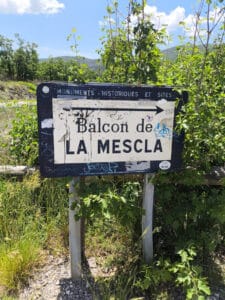 MONUMENTS - HISTORIQUES ET SITES
Balcon de
LA MESCLA